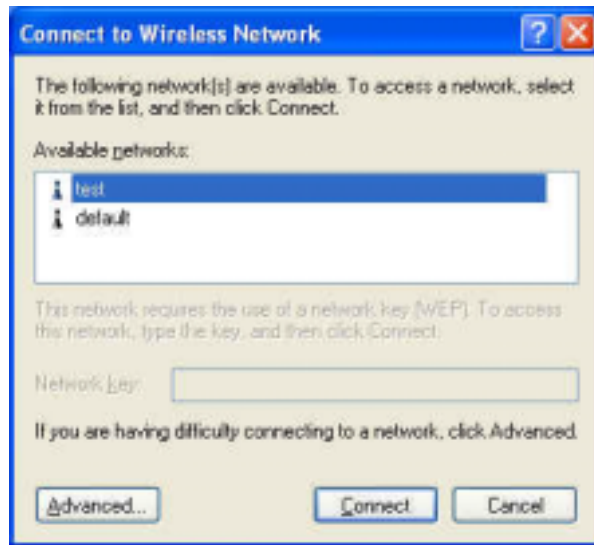 Connect to Wireless Network
The following network(s) are available. To access a network, select
it from the list, and then click Connect.
Available networks:
test
default
This network requires the use of a network key (WEP). To access
this network, type the key, and then click Connect.
Network key:
If you are having difficulty connecting to a network, click Advanced.
Advanced... Connect Cancel